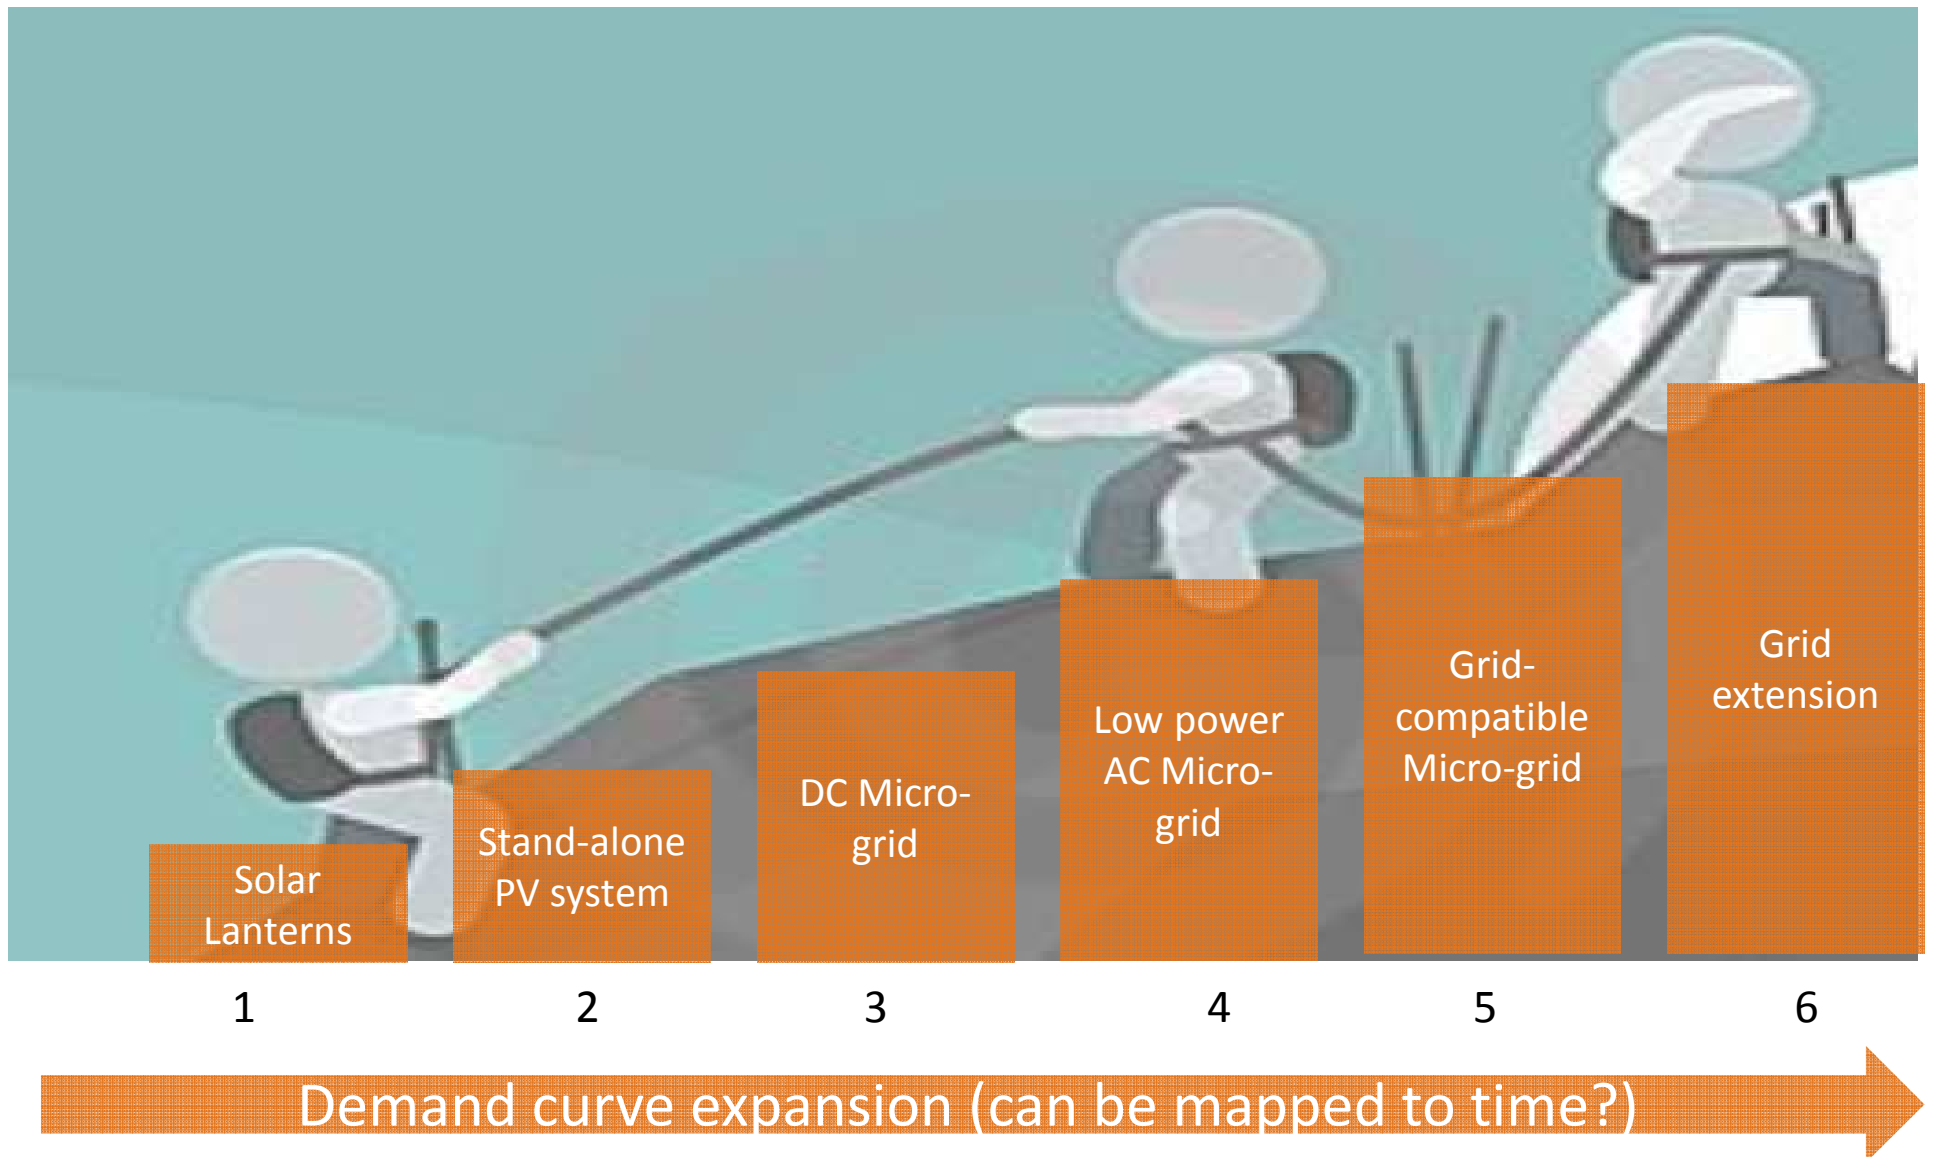 Solar
Lanterns
Stand-alone
PV system
DC Micro-
grid
Low power
AC Micro-
grid
Grid-
compatible
Micro-grid
Grid
extension
1
2
3
4
5
6
Demand curve expansion (can be mapped to time?)